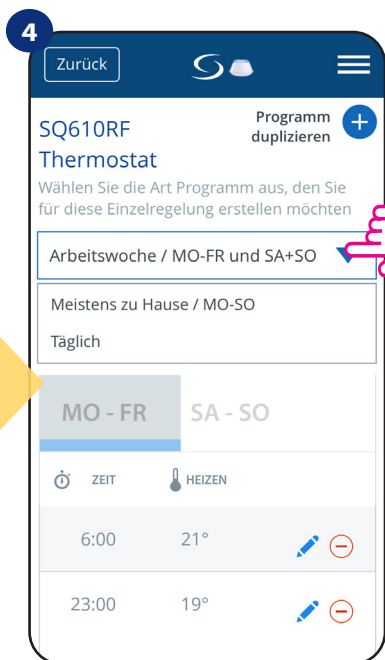 4
Zurück
SQ610RF
Thermostat
Programm
duplizieren
Wählen Sie die Art Programm aus, den Sie
für diese Einzelregelung erstellen möchten
Arbeitswoche / MO-FR und SA+SO
Meistens zu Hause / MO-SO
Täglich
MO - FR SA - SO
ZEIT HEIZEN
6:00 21°
23:00 19°